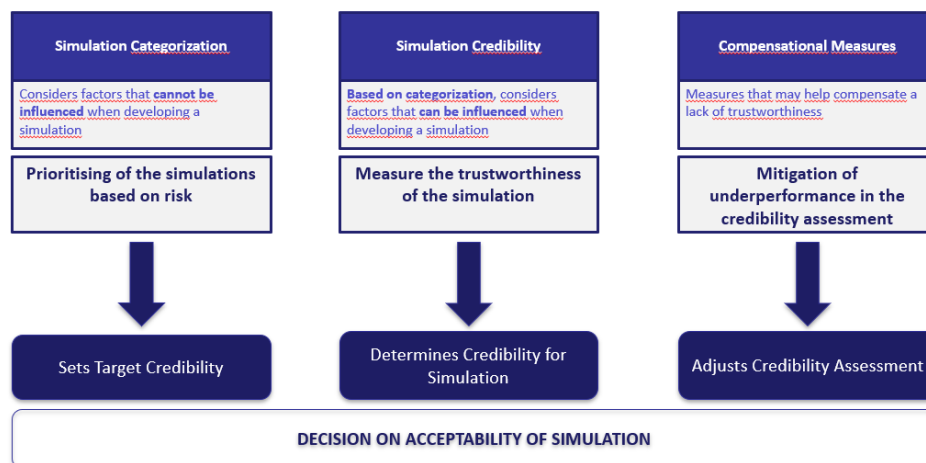 Simulation Categorization
Considers factors that cannot be
influenced when developing a
simulation
Prioritising of the simulations
based on risk
Sets Target Credibility
Simulation Credibility
Based on categorization, considers
factors that can be influenced when
developing a simulation
Measure the trustworthiness
of the simulation
Determines Credibility for
Simulation
Compensational Measures
Measures that may help compensate a
lack of trustworthiness
Mitigation of
underperformance in the
credibility assessment
Adjusts Credibility Assessment
DECISION ON ACCEPTABILITY OF SIMULATION